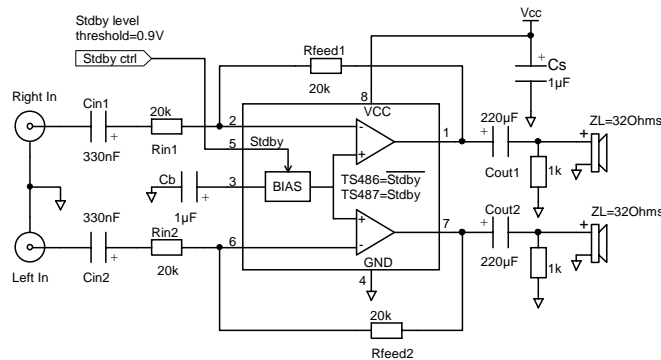 Stdby level
threshold=0.9V
Stdby ctrl
Vcc
Rfeed1
20k
+
Cs
1µF
Right In
Cin1
+
330nF
20k
Rin1
2
5
Stdby
8
VCC
-
+
1
220µF
+
Cout1
1k
ZL=32Ohms
+
Cb
1µF
+
3
BIAS
TS486=Stdby
TS487=Stdby
330nF
+
Cin2
Left In
Rin2
20k
6
+
-
7
GND
4
Cout2
+
220µF
1k
ZL=32Ohms
+
20k
Rfeed2